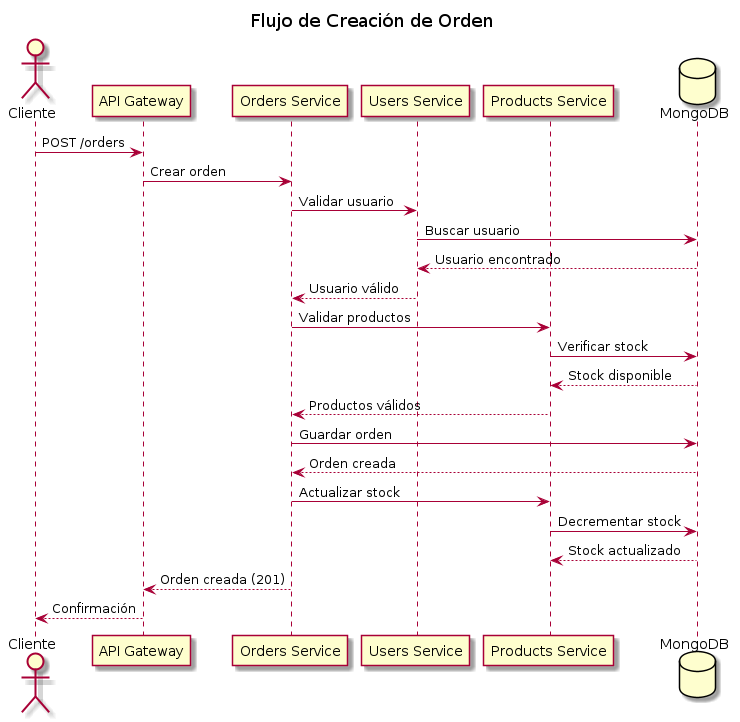 Flujo de Creación de Orden
Cliente
API Gateway
Orders Service
Users Service
Products Service
MongoDB
POST /orders
Crear orden
Validar usuario
Buscar usuario
Usuario encontrado
Usuario válido
Validar productos
Verificar stock
Stock disponible
Productos válidos
Guardar orden
Orden creada
Actualizar stock
Decrementar stock
Stock actualizado
Orden creada (201)
Confirmación
Cliente
API Gateway
Orders Service
Users Service
Products Service
MongoDB